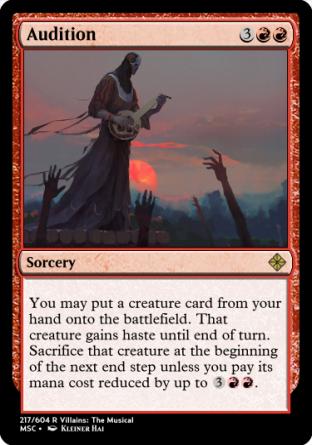 Audition 3RR
Sorcery
You may put a creature card from your
hand onto the battlefield. That
creature gains haste until end of turn.
Sacrifice that creature at the beginning
of the next end step unless you pay its
mana cost reduced by up to 3RR.
217/604 R Villains: The Musical
MSC • Kleiner Hai